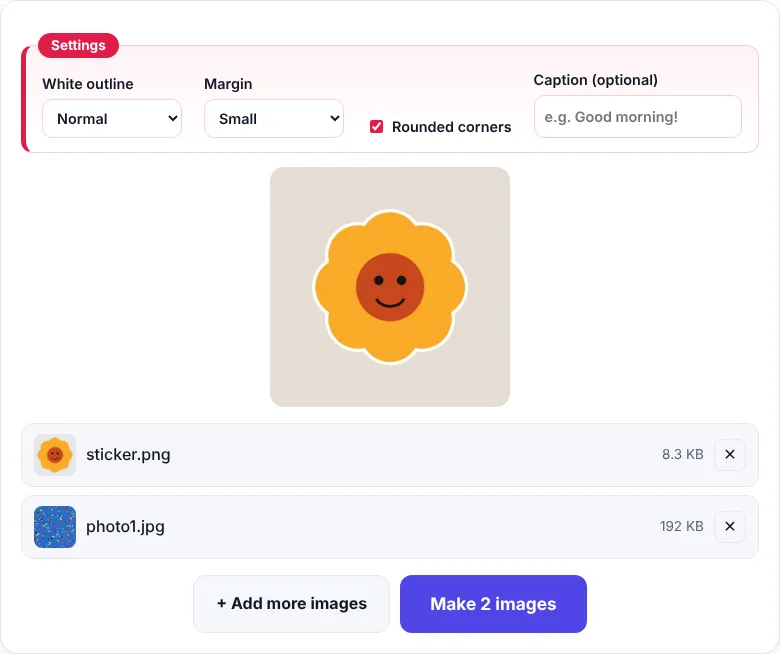 Settings
White outline
Normal
Margin
Small
Rounded corners
Caption (optional)
e.g. Good morning!
sticker.png
8.3 KB
✕
photo1.jpg
192 KB
✕
+ Add more images
Make 2 images